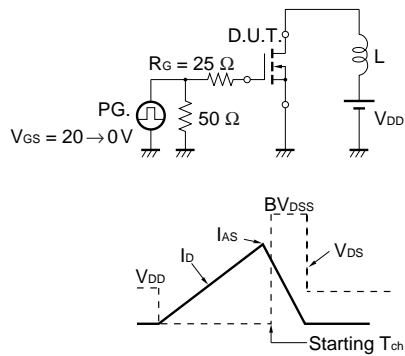 D.U.T.
R_G = 25 Ω
L
PG.
50 Ω
V_DD
V_GS = 20 → 0 V
BV_DSS
I_AS
V_DS
I_D
V_DD
Starting T_ch